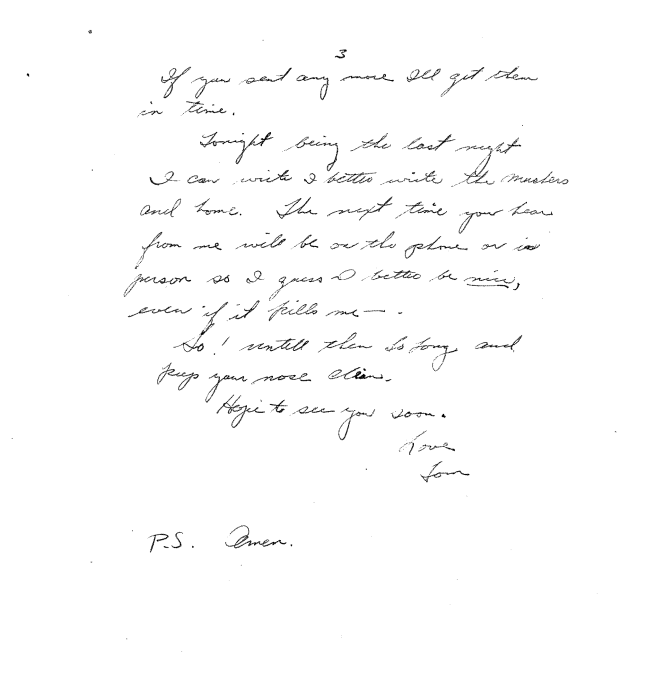 3
If you sent any more I'll get them
in time.
Tonight being the last night
I can write I better write the
and home. The next time you hear
from me will be on the phone or in
person so I guess I better be nice,
even if it kills me—.
So! untill then So long and
keep your nose clean.
Hope to see you soon.
Love
Tom
P.S. Amen.